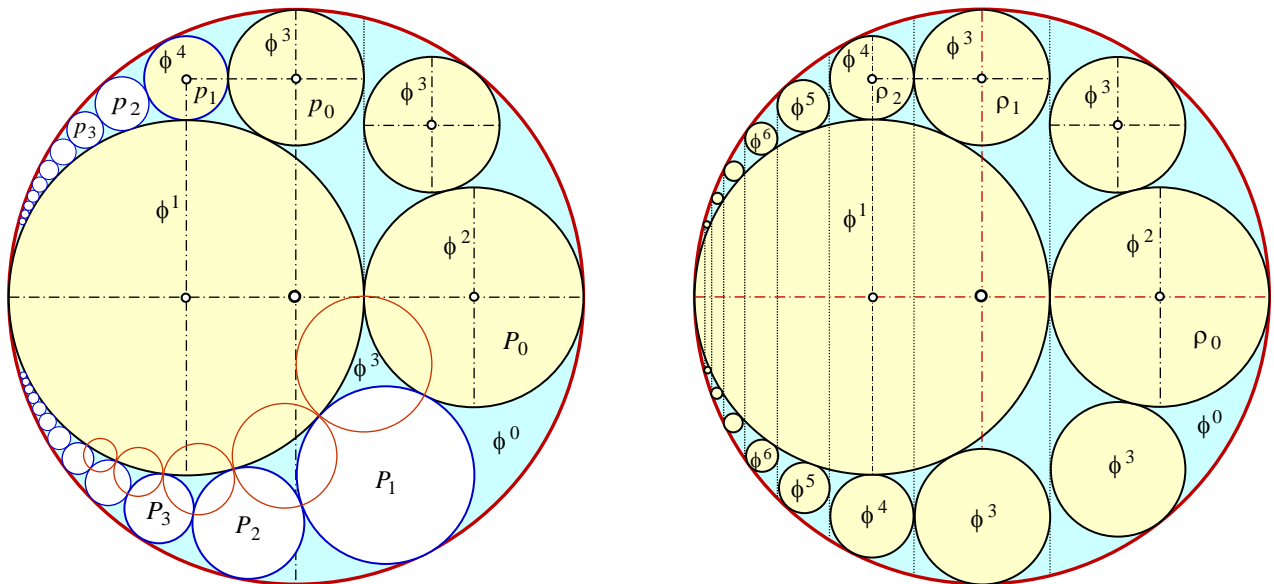 ϕ⁴
ϕ³
p₁
p₀
p₂
p₃
ϕ³
ϕ¹
ϕ²
P₀
ϕ³
ϕ⁰
P₁
P₂
P₃
ϕ⁴
ϕ³
ρ₂
ρ₁
ϕ³
ϕ⁵
ϕ⁶
ϕ¹
ϕ²
ρ₀
ϕ⁰
ϕ³
ϕ⁶
ϕ⁵
ϕ⁴
ϕ³